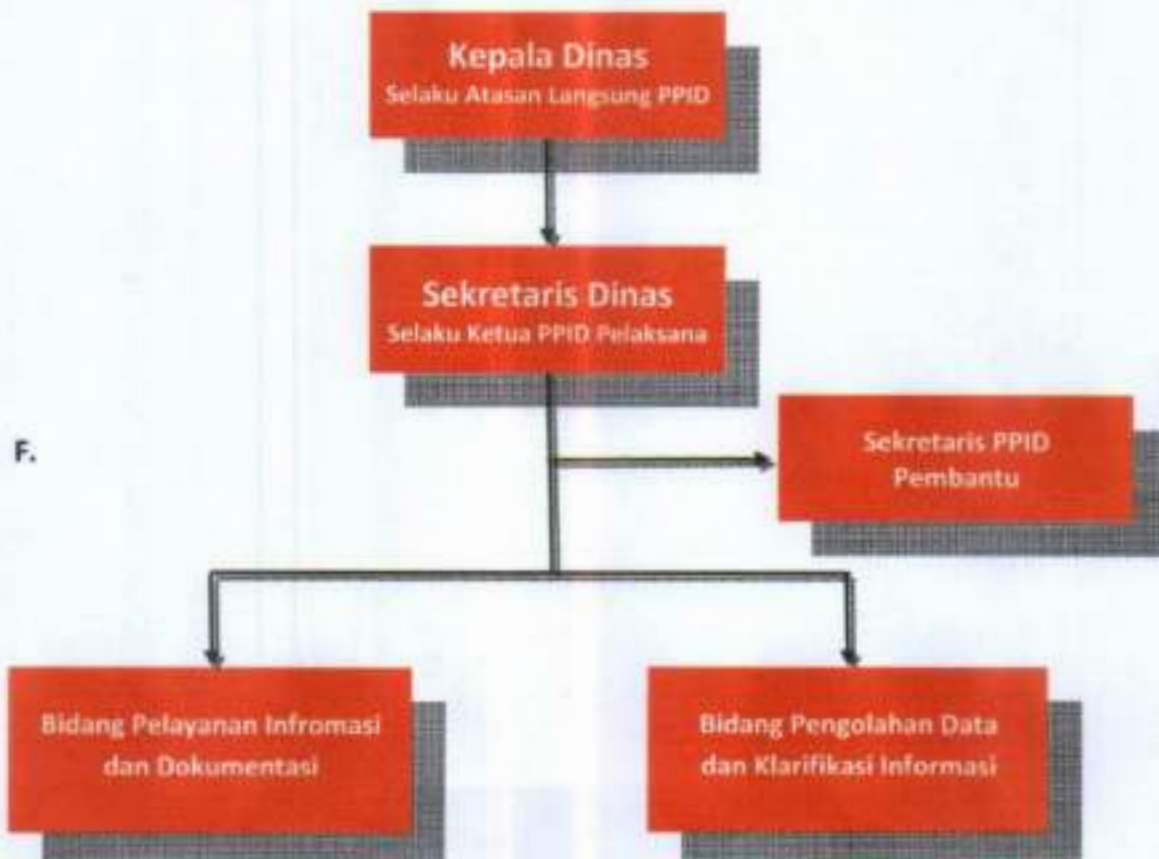 Kepala Dinas
Selaku Atasan Langsung PPID
Sekretaris Dinas
Selaku Ketua PPID Pelaksana
F.
Sekretaris PPID
Pembantu
Bidang Pelayanan Infromasi
dan Dokumentasi
Bidang Pengolahan Data
dan Klarifikasi Informasi